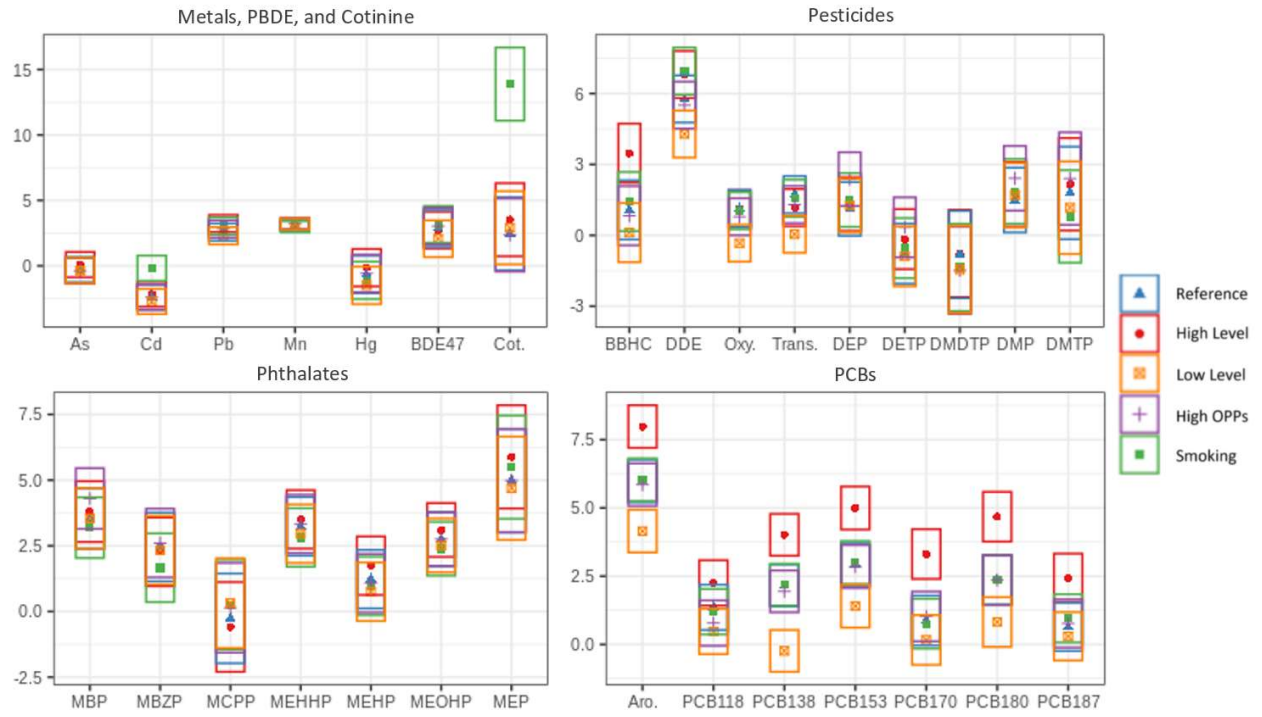 Metals, PBDE, and Cotinine
15
10
5
0
As Cd Pb Mn Hg BDE47 Cot.
Pesticides
6
3
0
-3
BBHC DDE Oxy. Trans. DEP DETP DMDTP DMP DMTP
Phthalates
7.5
5.0
2.5
0.0
-2.5
MBP MBZP MCPP MEHHP MEHP MEOHP MEP
PCBs
7.5
5.0
2.5
0.0
Aro. PCB118 PCB138 PCB153 PCB170 PCB180 PCB187
Reference
High Level
Low Level
High OPPs
Smoking